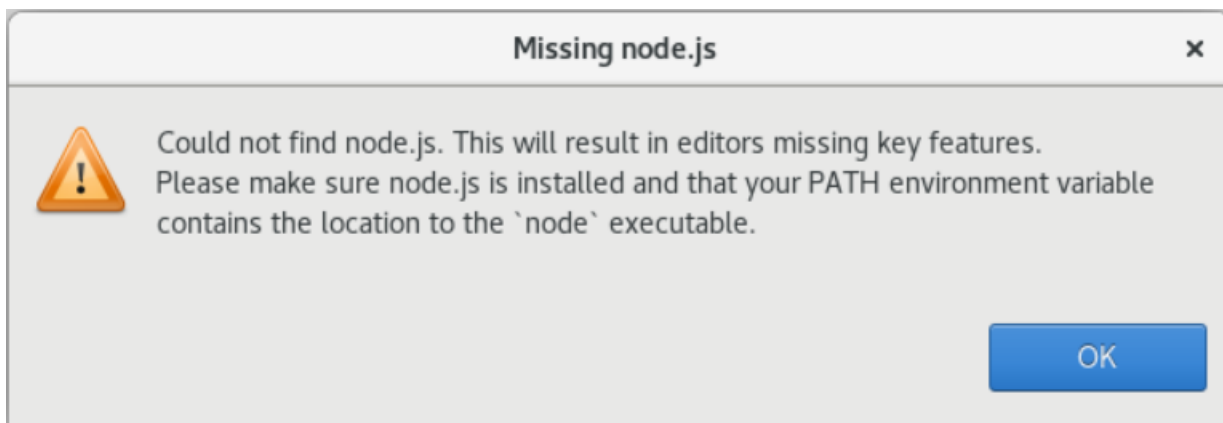 Missing node.js
Could not find node.js. This will result in editors missing key features.
Please make sure node.js is installed and that your PATH environment variable
contains the location to the `node` executable.
OK